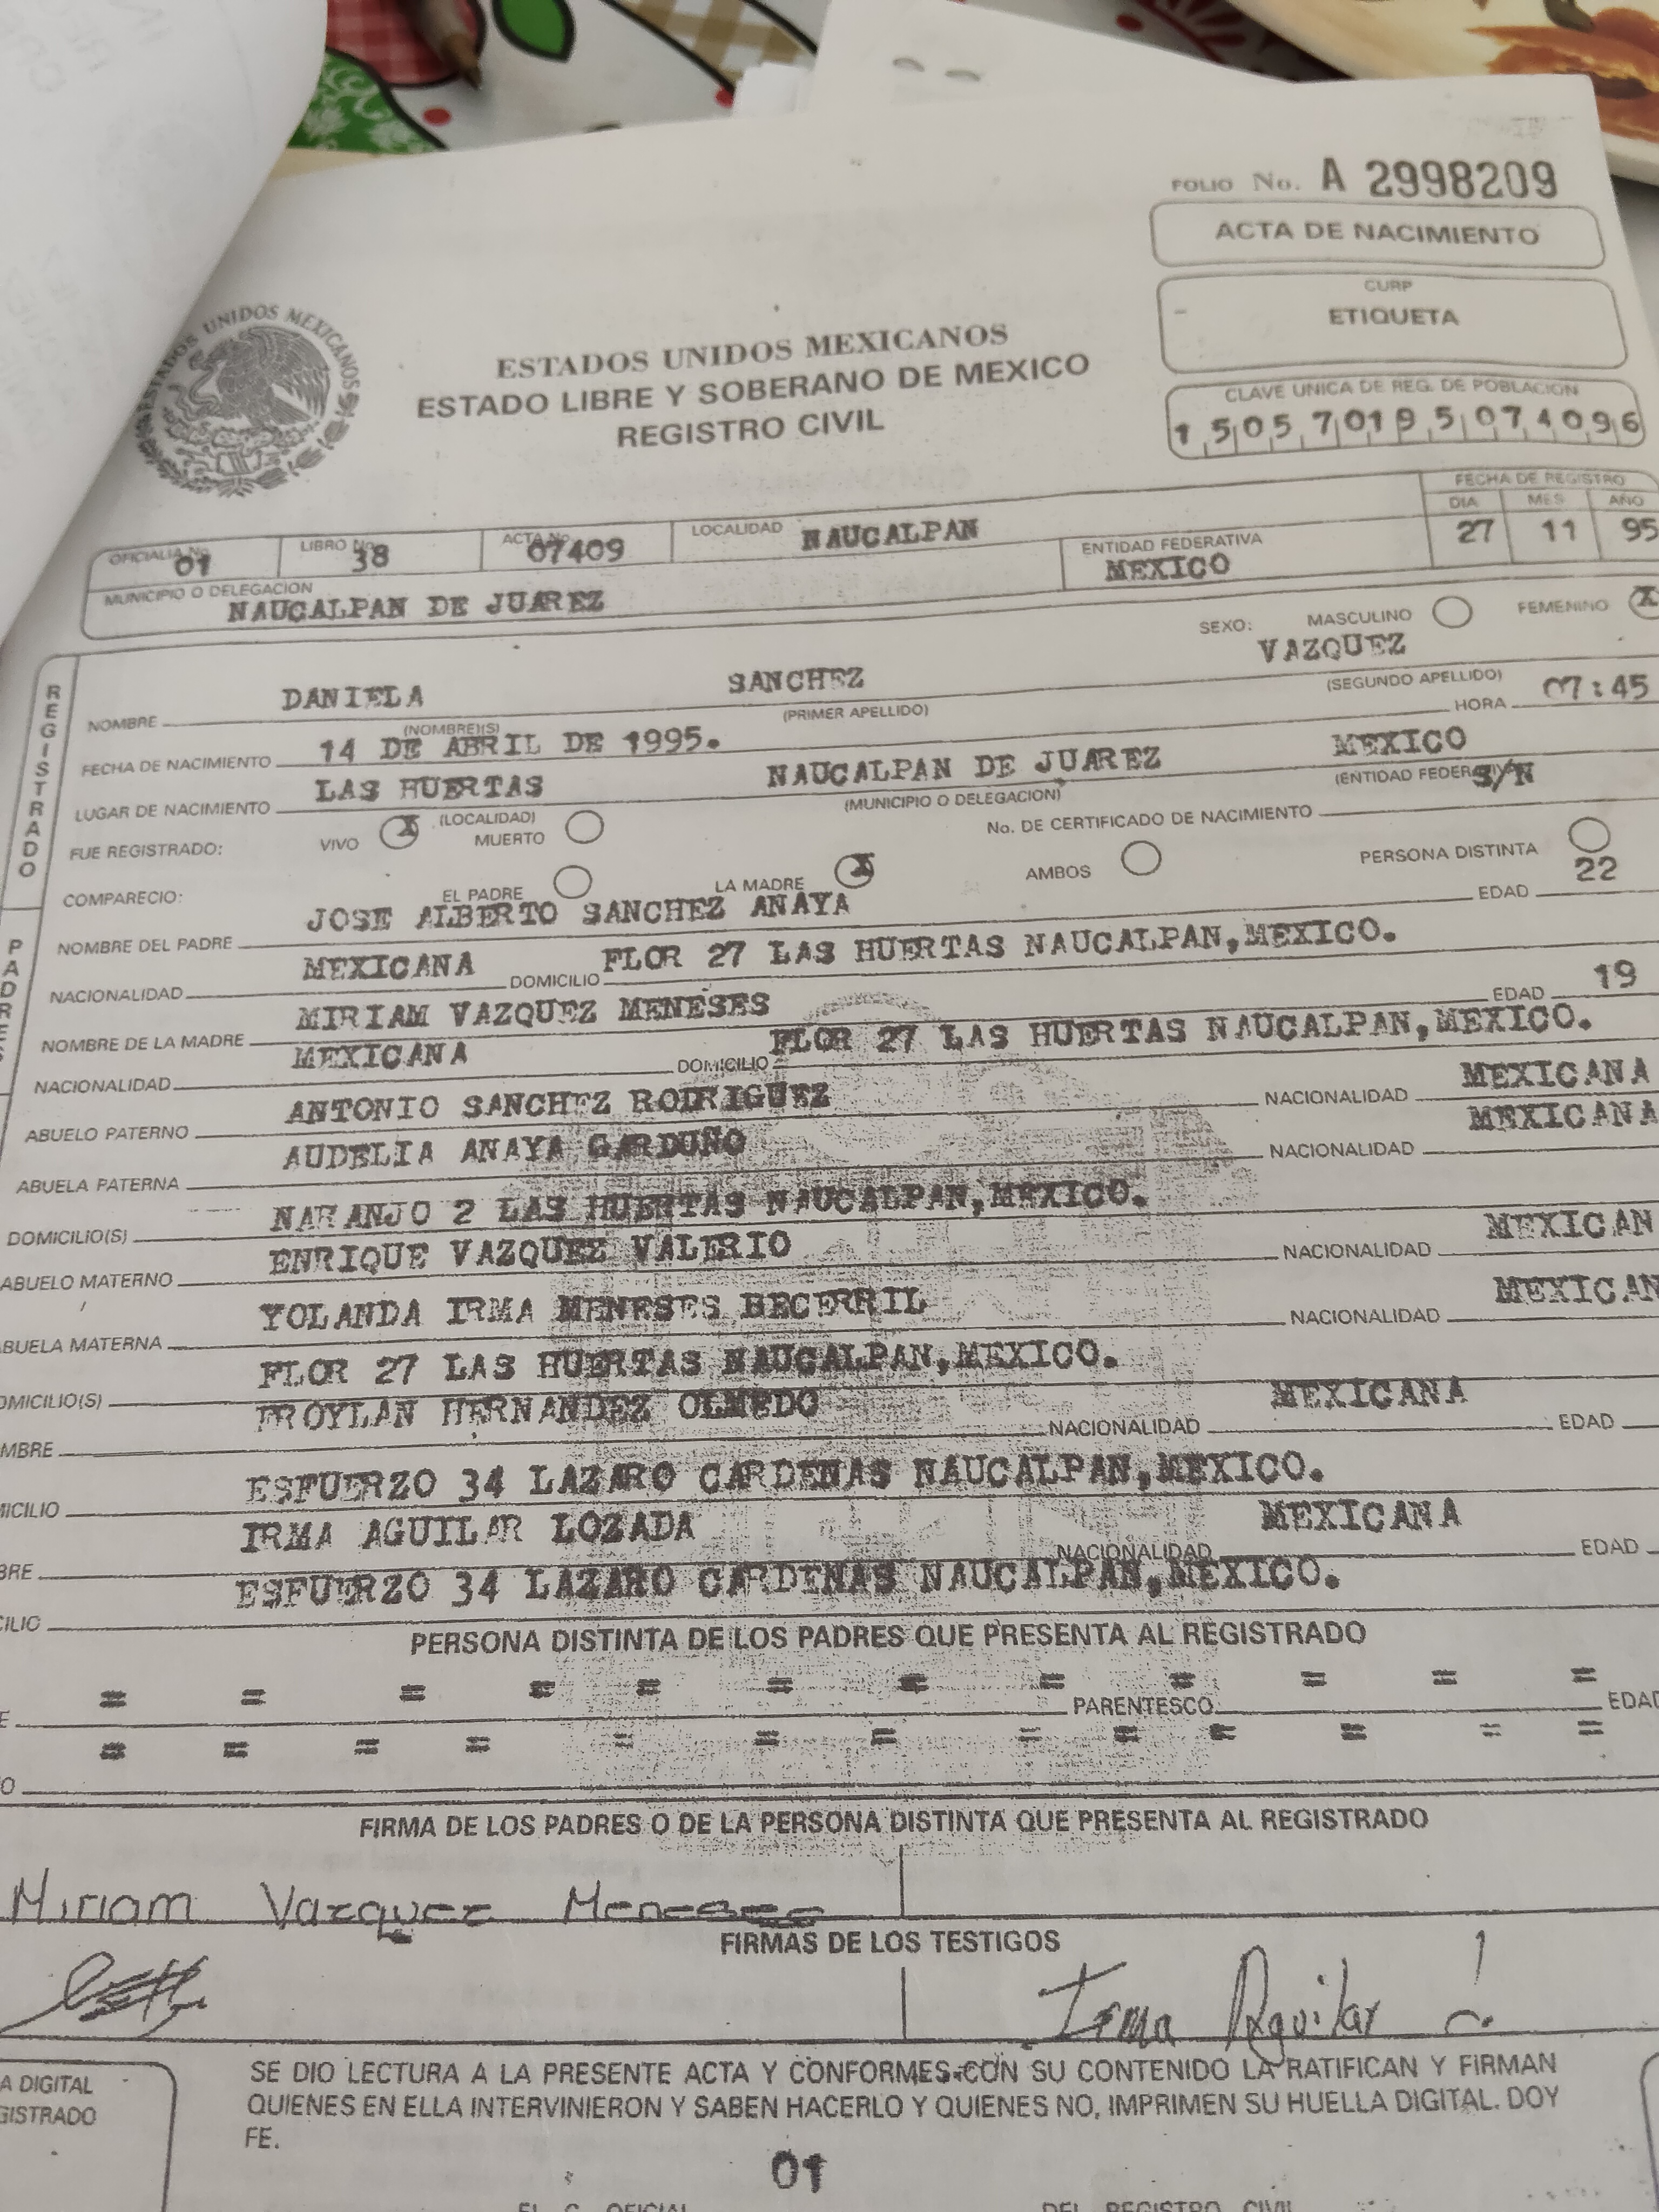 FOLIO No. A 2998209
ACTA DE NACIMIENTO
CURP
ETIQUETA
ESTADOS UNIDOS MEXICANOS
ESTADOS UNIDOS MEXICANOS
ESTADO LIBRE Y SOBERANO DE MEXICO
REGISTRO CIVIL
CLAVE UNICA DE REG. DE POBLACION
150570195074096
FECHA DE REGISTRO
DIA MES AÑO
27 11 95
OFICIALIA No. 01 LIBRO No. 38 ACTA No. 07409 LOCALIDAD NAUCALPAN
ENTIDAD FEDERATIVA
MEXICO
MUNICIPIO O DELEGACION
NAUCALPAN DE JUAREZ
SEXO: MASCULINO FEMENINO X
REGISTRADO
NOMBRE DANIELA SANCHEZ VAZQUEZ
(NOMBRE)(S) (PRIMER APELLIDO) (SEGUNDO APELLIDO)
FECHA DE NACIMIENTO 14 DE ABRIL DE 1995. HORA 07:45
LUGAR DE NACIMIENTO LAS HUERTAS NAUCALPAN DE JUAREZ MEXICO
(LOCALIDAD) (MUNICIPIO O DELEGACION) (ENTIDAD
FUE REGISTRADO: VIVO X MUERTO No. DE CERTIFICADO DE NACIMIENTO S/N
COMPARECIO: EL PADRE LA MADRE X AMBOS PERSONA DISTINTA
PADRES
NOMBRE DEL PADRE JOSE ALBERTO SANCHEZ ANAYA EDAD 22
NACIONALIDAD MEXICANA DOMICILIO FLOR 27 LAS HUERTAS NAUCALPAN,MEXICO.
NOMBRE DE LA MADRE MIRIAM VAZQUEZ MENESES EDAD 19
NACIONALIDAD MEXICANA DOMICILIO FLOR 27 LAS HUERTAS NAUCALPAN,MEXICO.
ABUELO PATERNO ANTONIO SANCHEZ RODRIGUEZ NACIONALIDAD MEXICANA
ABUELA PATERNA AUDELIA ANAYA GARDUÑO NACIONALIDAD MEXICANA
DOMICILIO(S) NARANJO 2 LAS HUERTAS NAUCALPAN,MEXICO.
ABUELO MATERNO ENRIQUE VAZQUEZ VALERIO NACIONALIDAD MEXICAN
BUELA MATERNA YOLANDA IRMA MENESES BECERRIL NACIONALIDAD MEXICAN
OMICILIO(S) FLOR 27 LAS HUERTAS NAUCALPAN,MEXICO.
MBRE FROYLAN HERNANDEZ OLMEDO NACIONALIDAD MEXICANA EDAD
MICILIO ESFUERZO 34 LAZARO CARDENAS NAUCALPAN,MEXICO.
BRE IRMA AGUILAR LOZADA NACIONALIDAD MEXICANA EDAD
CILIO ESFUERZO 34 LAZARO CARDENAS NAUCALPAN,MEXICO.
PERSONA DISTINTA DE LOS PADRES QUE PRESENTA AL REGISTRADO
= = = = = = = = = = = =
E PARENTESCO EDAD
= = = = = = = = = = = =
O
FIRMA DE LOS PADRES O DE LA PERSONA DISTINTA QUE PRESENTA AL REGISTRADO
Miriam Vazquez Meneses
FIRMAS DE LOS TESTIGOS
Irma Aguilar
A DIGITAL
GISTRADO
SE DIO LECTURA A LA PRESENTE ACTA Y CONFORMES CON SU CONTENIDO LA RATIFICAN Y FIRMAN
QUIENES EN ELLA INTERVINIERON Y SABEN HACERLO Y QUIENES NO, IMPRIMEN SU HUELLA DIGITAL. DOY
FE.
01
EL C. OFICIAL DEL REGISTRO CIVIL